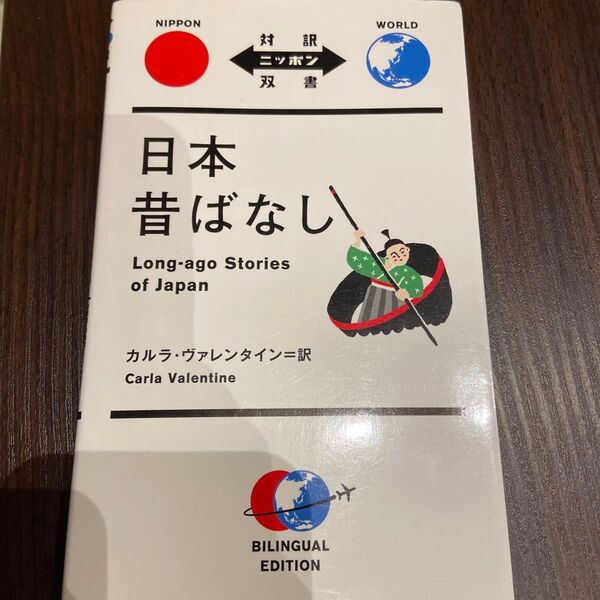 NIPPON
対訳
ニッポン
双書
WORLD
日本
昔ばなし
Long-ago Stories
of Japan
カルラ・ヴァレンタイン=訳
Carla Valentine
BILINGUAL
EDITION